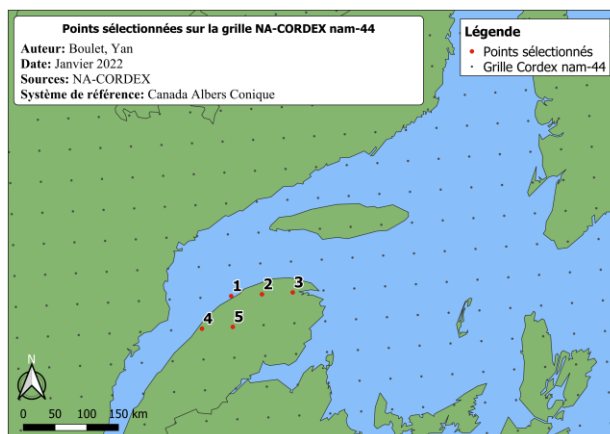 Points sélectionnées sur la grille NA-CORDEX nam-44
Auteur: Boulet, Yan
Date: Janvier 2022
Sources: NA-CORDEX
Système de référence: Canada Albers Conique
Légende
Points sélectionnés
Grille Cordex nam-44
1
2
3
4
5
N
0 50 100 150 km